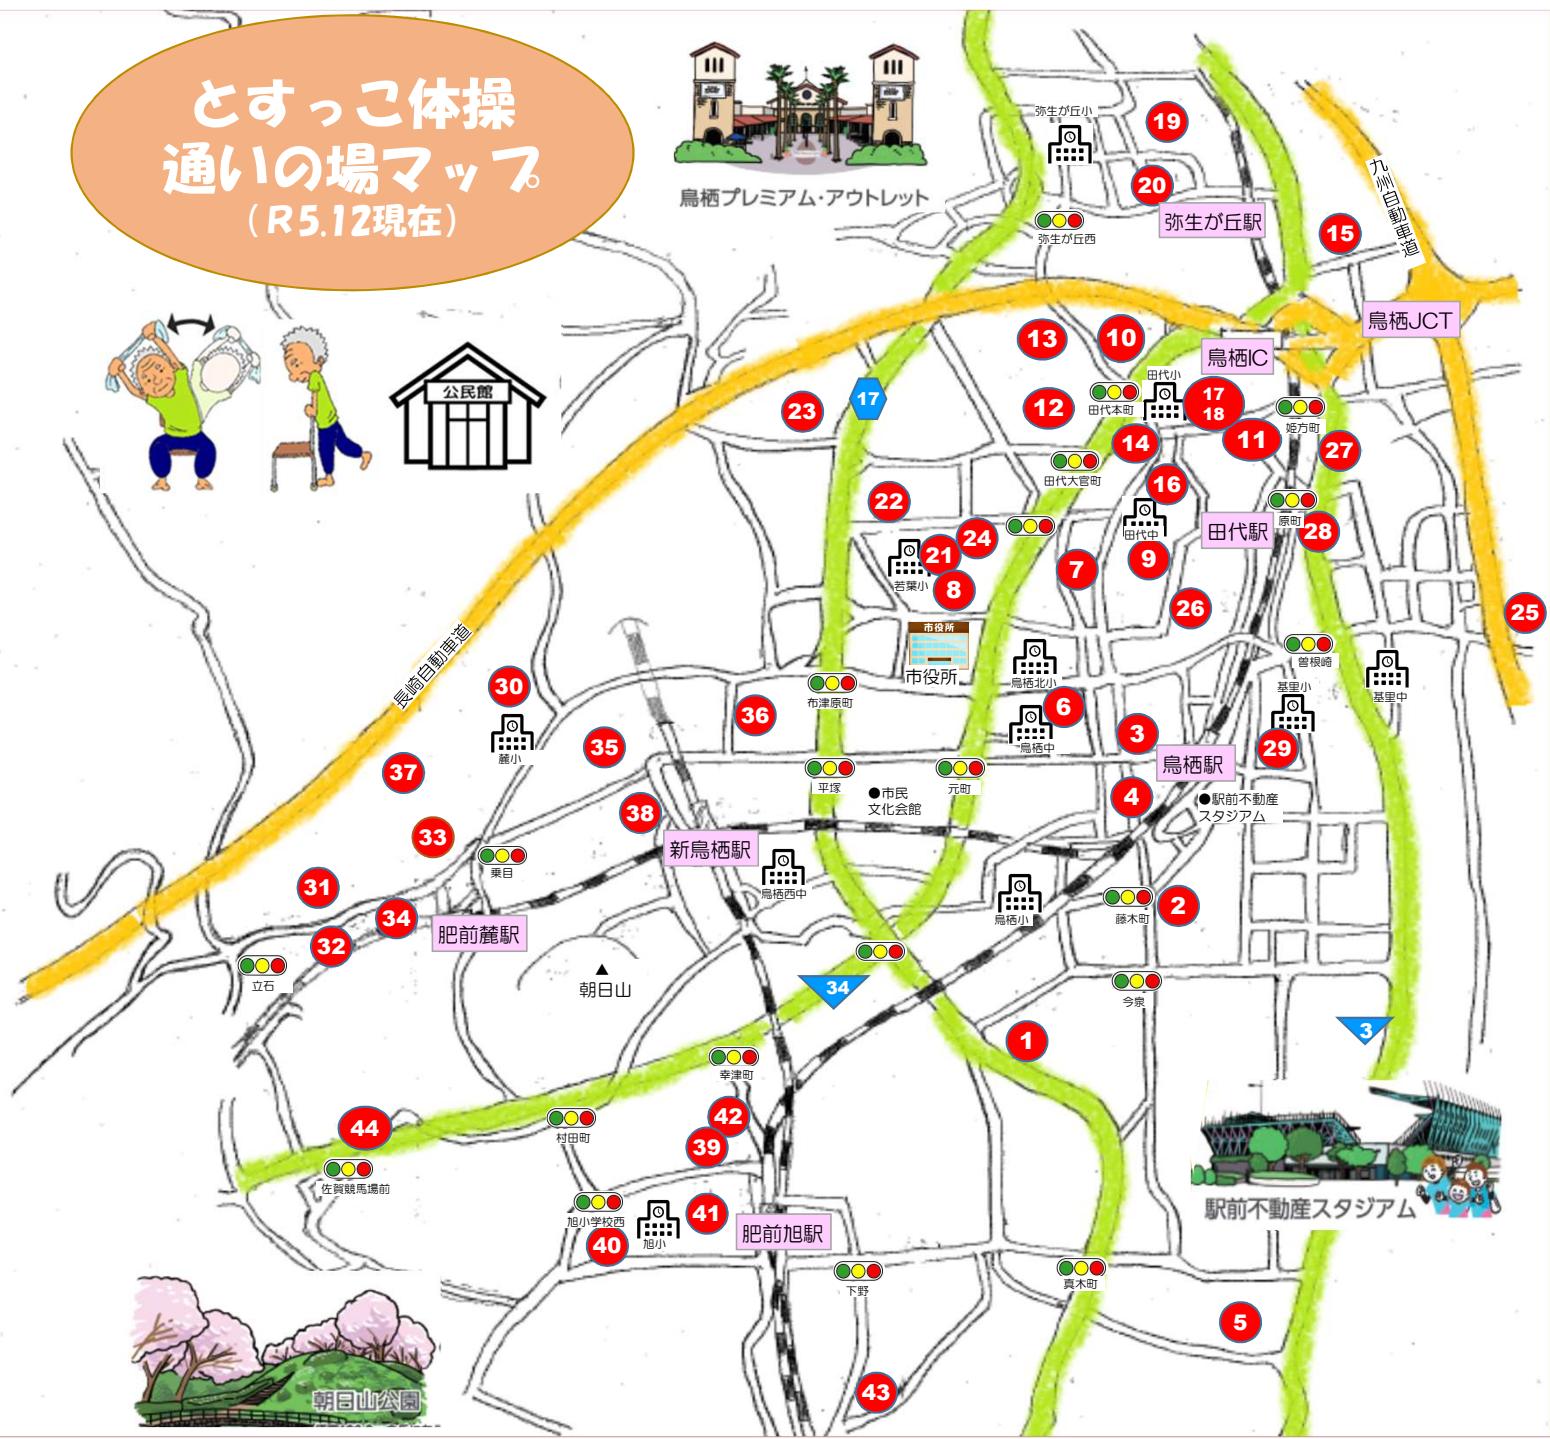 とすっこ体操
通いの場マップ
(R5.12現在)
鳥栖プレミアム・アウトレット
弥生が丘小
19
20
弥生が丘駅
弥生が丘西
15
九州自動車道
鳥栖JCT
13
10
鳥栖IC
公民館
23
17
12
田代本町
田代小
17
18
姫方町
14
11
27
田代大官町
16
22
田代中
田代駅
原町
28
24
21
若葉小
8
7
9
26
25
市役所
市役所
長崎自動車道
鳥栖北小
曽根崎
基里中
基里小
30
麓小
36
布津原町
6
鳥栖中
3
鳥栖駅
29
35
37
平塚
元町
●市民
文化会館
4
●駅前不動産
スタジアム
38
33
新鳥栖駅
乗目
鳥栖西中
31
34
32
肥前麓駅
鳥栖小
藤木町
2
立石
▲
朝日山
34
今泉
3
1
幸津町
42
39
村田町
44
佐賀競馬場前
駅前不動産スタジアム
旭小学校西
40
旭小
41
肥前旭駅
下野
真木町
5
43
朝日山公園